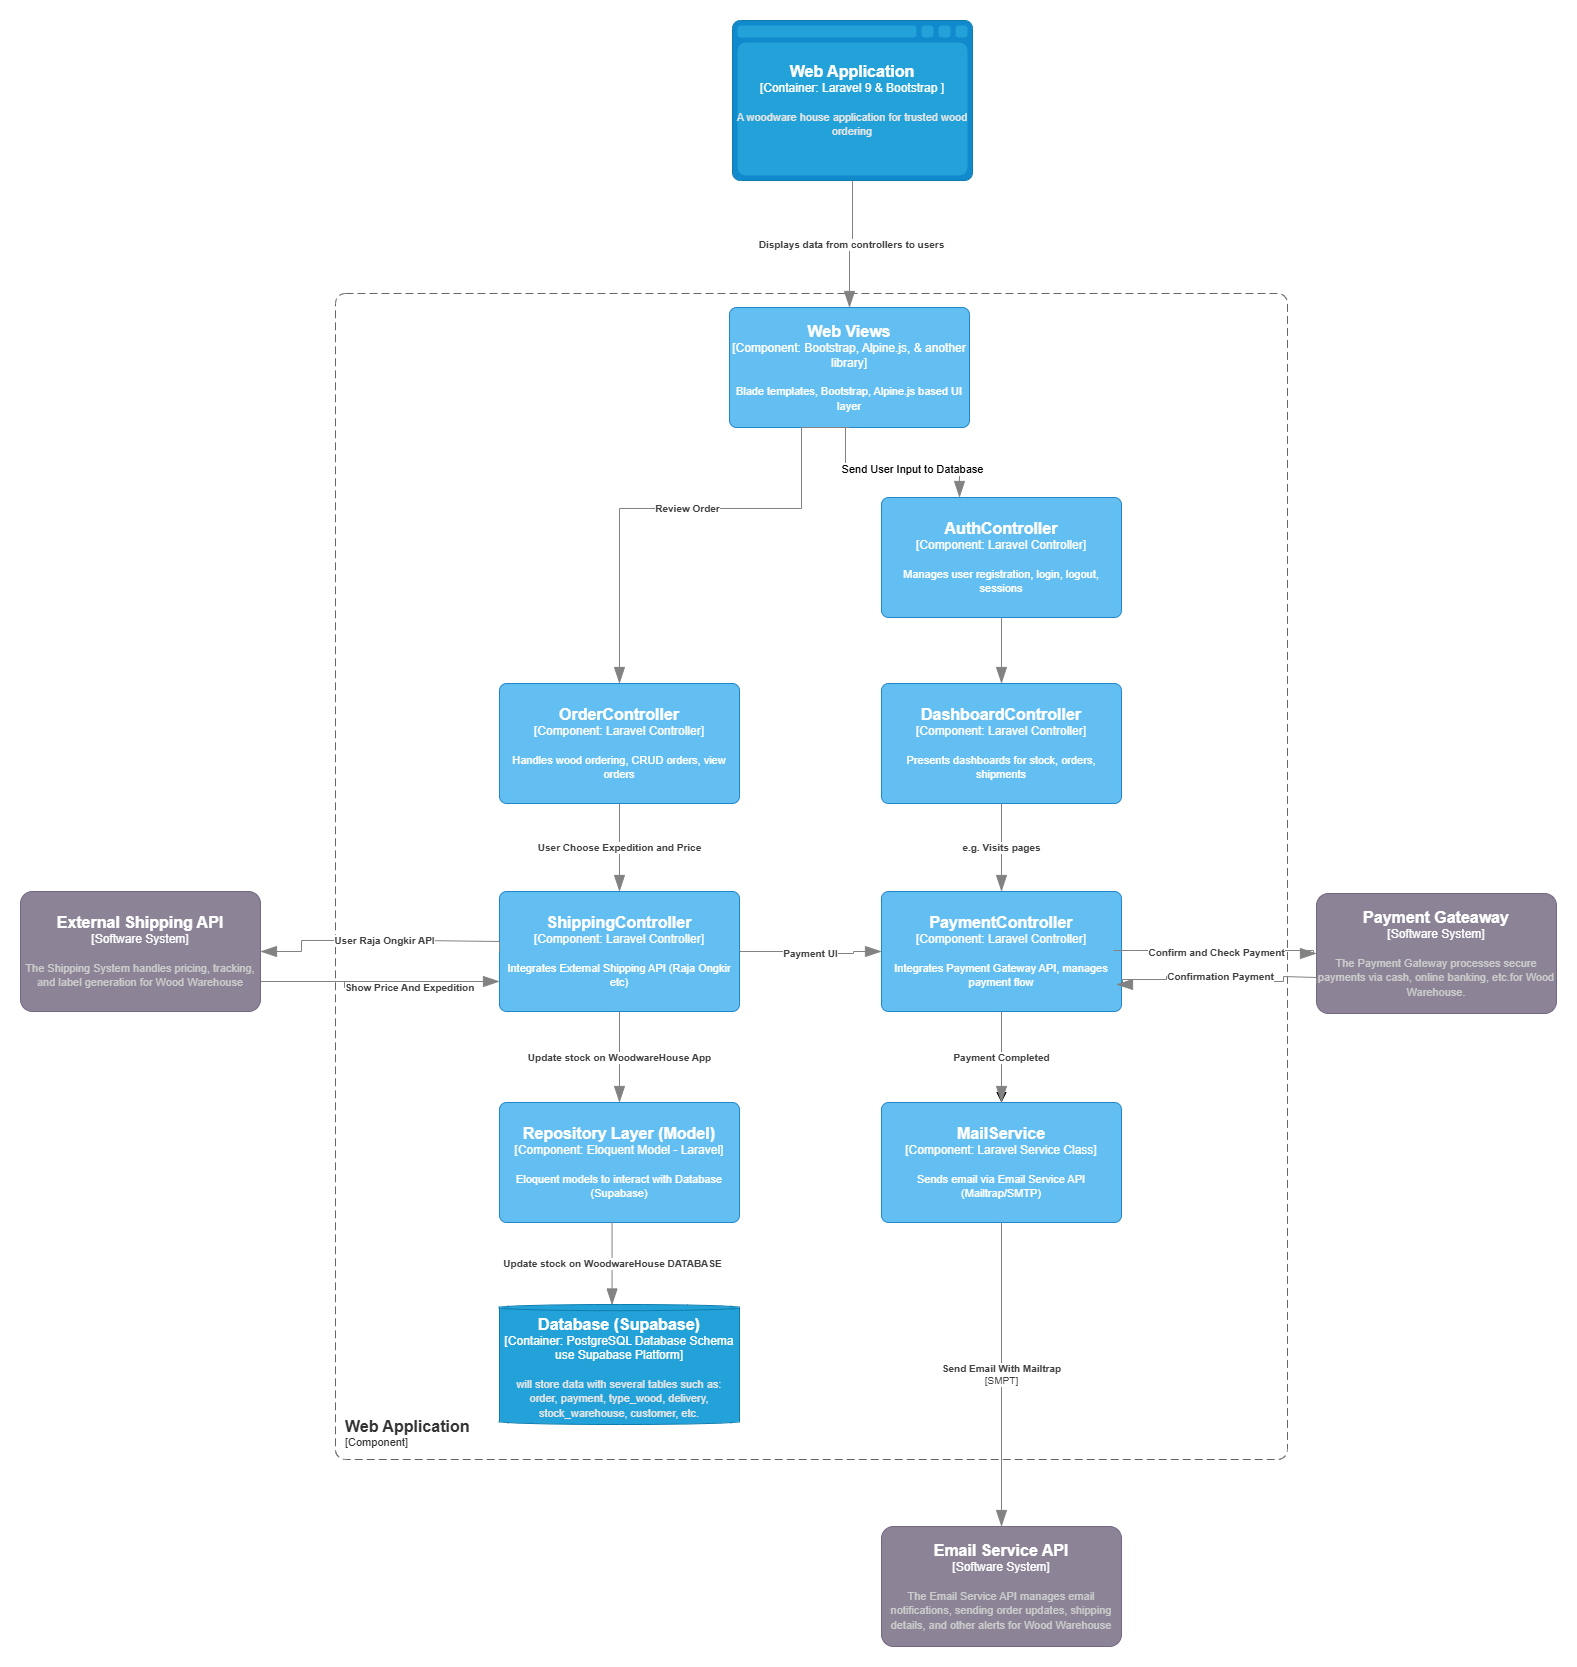 Web Application
[Container: Laravel 9 & Bootstrap ]
A woodware house application for trusted wood
ordering
Displays data from controllers to users
Web Views
[Component: Bootstrap, Alpine.js, & another
library]
Blade templates, Bootstrap, Alpine.js based UI
layer
Send User Input to Database
Review Order
AuthController
[Component: Laravel Controller]
Manages user registration, login, logout,
sessions
OrderController
[Component: Laravel Controller]
Handles wood ordering, CRUD orders, view
orders
DashboardController
[Component: Laravel Controller]
Presents dashboards for stock, orders,
shipments
User Choose Expedition and Price
e.g. Visits pages
External Shipping API
[Software System]
The Shipping System handles pricing, tracking,
and label generation for Wood Warehouse
User Raja Ongkir API
Show Price And Expedition
ShippingController
[Component: Laravel Controller]
Integrates External Shipping API (Raja Ongkir
etc)
Payment UI
PaymentController
[Component: Laravel Controller]
Integrates Payment Gateway API, manages
payment flow
Confirm and Check Payment
Confirmation Payment
Payment Gateaway
[Software System]
The Payment Gateway processes secure
payments via cash, online banking, etc.for Wood
Warehouse.
Update stock on WoodwareHouse App
Payment Completed
Repository Layer (Model)
[Component: Eloquent Model - Laravel]
Eloquent models to interact with Database
(Supabase)
MailService
[Component: Laravel Service Class]
Sends email via Email Service API
(Mailtrap/SMTP)
Update stock on WoodwareHouse DATABASE
Database (Supabase)
[Container: PostgreSQL Database Schema
use Supabase Platform]
will store data with several tables such as:
order, payment, type_wood, delivery,
stock_warehouse, customer, etc.
Send Email With Mailtrap
[SMPT]
Web Application
[Component]
Email Service API
[Software System]
The Email Service API manages email
notifications, sending order updates, shipping
details, and other alerts for Wood Warehouse